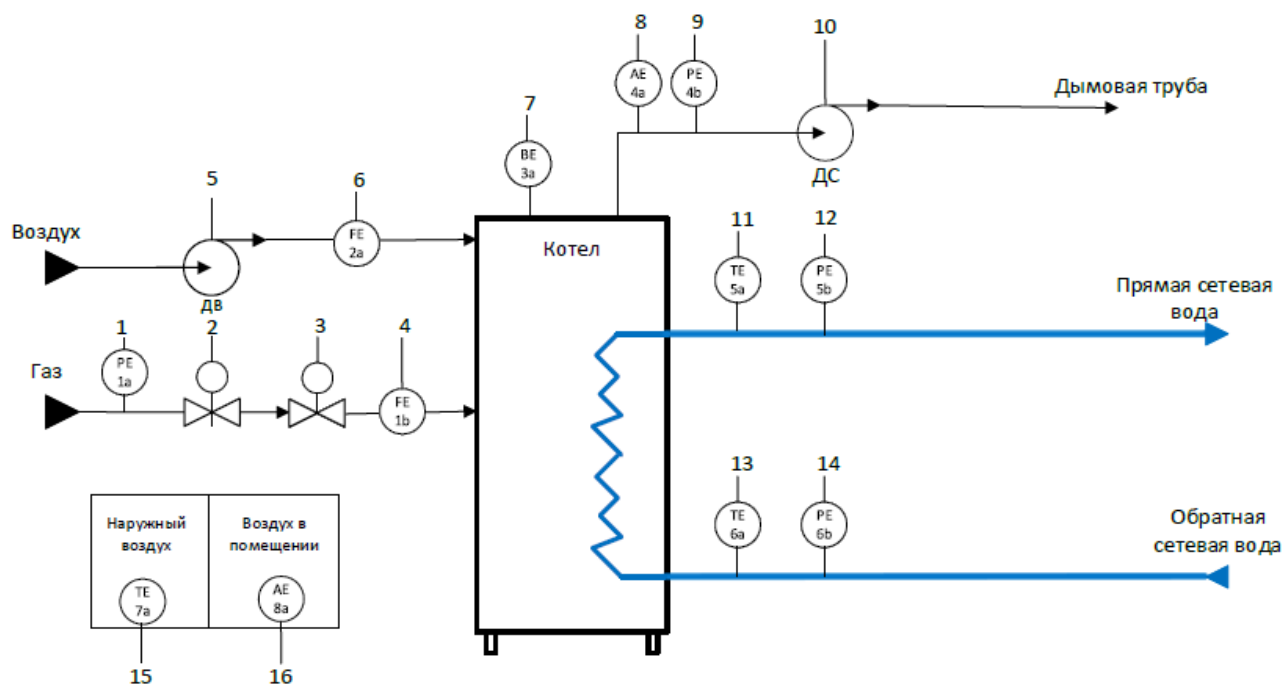 8 9 10
AE
4a
PE
4b
Дымовая труба
ДС
7
BE
3a
5 6
Воздух
FE
2a
ДВ
Котел
11 12
TE
5a
PE
5b
Прямая сетевая
вода
1 2 3 4
Газ
PE
1a
FE
1b
13 14
TE
6a
PE
6b
Обратная
сетевая вода
Наружный
воздух
Воздух в
помещении
TE
7a
AE
8a
15 16